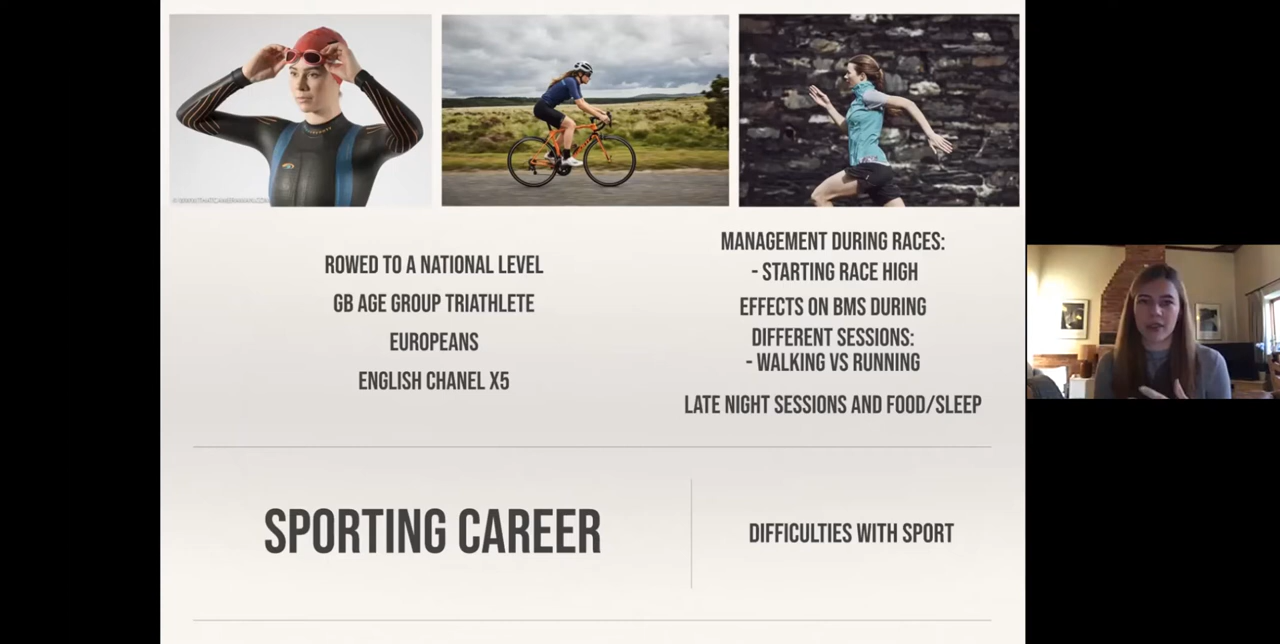 ROWED TO A NATIONAL LEVEL
GB AGE GROUP TRIATHLETE
EUROPEANS
ENGLISH CHANEL X5
MANAGEMENT DURING RACES:
- STARTING RACE HIGH
EFFECTS ON BMS DURING
DIFFERENT SESSIONS:
- WALKING VS RUNNING
LATE NIGHT SESSIONS AND FOOD/SLEEP
SPORTING CAREER
DIFFICULTIES WITH SPORT